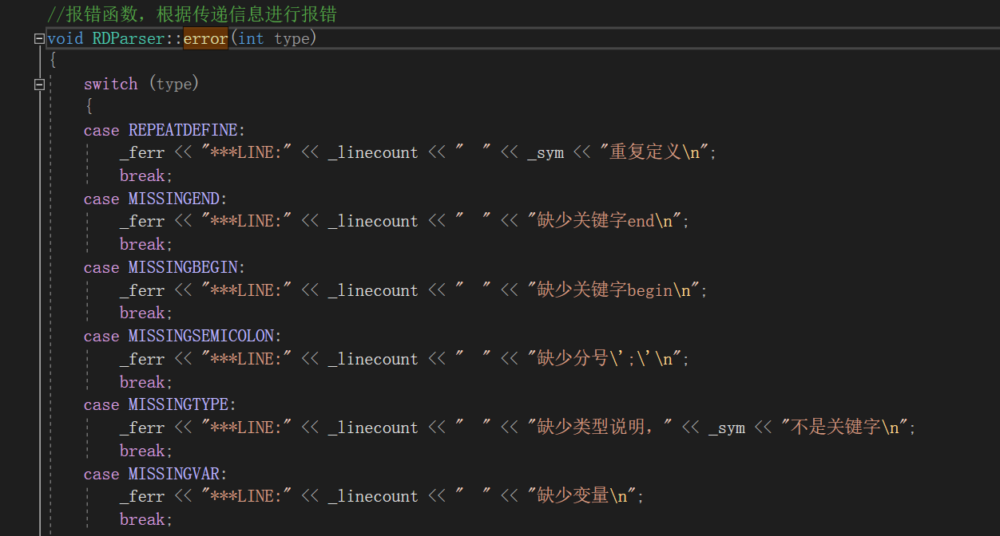 //报错函数，根据传递信息进行报错
void RDParser::error(int type)
{
switch (type)
{
case REPEATDEFINE:
_ferr << "***LINE:" << _linecount << "  " << _sym << "重复定义\n";
break;
case MISSINGEND:
_ferr << "***LINE:" << _linecount << "  " << "缺少关键字end\n";
break;
case MISSINGBEGIN:
_ferr << "***LINE:" << _linecount << "  " << "缺少关键字begin\n";
break;
case MISSINGSEMICOLON:
_ferr << "***LINE:" << _linecount << "  " << "缺少分号\';\'\n";
break;
case MISSINGTYPE:
_ferr << "***LINE:" << _linecount << "  " << "缺少类型说明，" << _sym << "不是关键字\n";
break;
case MISSINGVAR:
_ferr << "***LINE:" << _linecount << "  " << "缺少变量\n";
break;